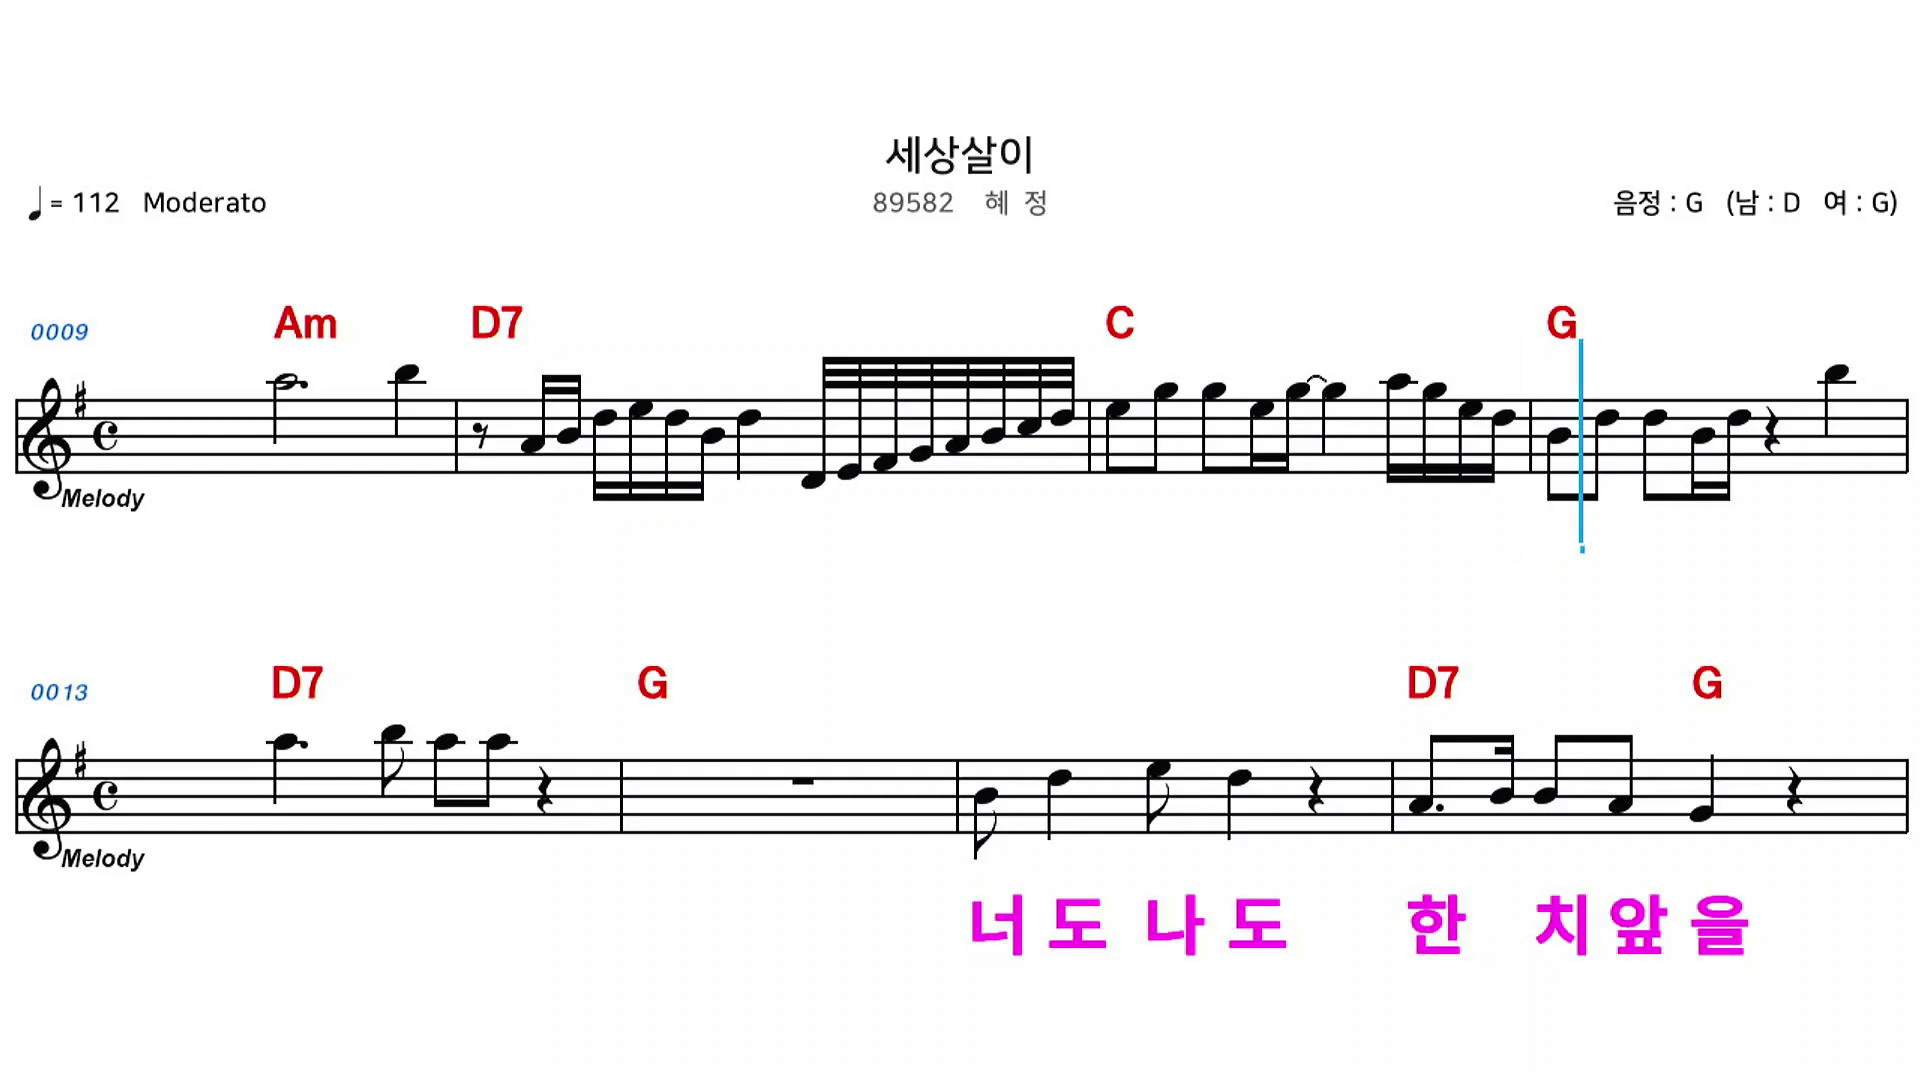 세상살이
♩= 112 Moderato 89582 혜 정 음정 : G (남 : D 여 : G)
0009 Am D7 C G
Melody
0013 D7 G D7 G
Melody
너 도 나 도 한 치 앞 을